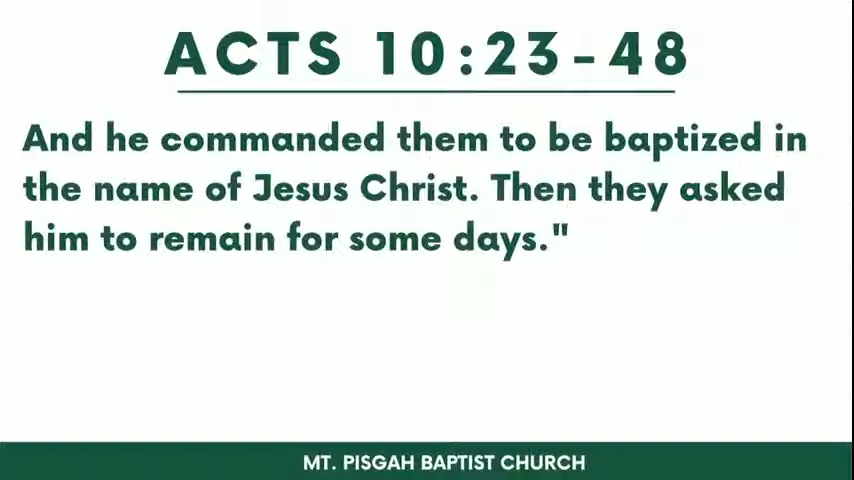 ACTS 10:23-48
And he commanded them to be baptized in
the name of Jesus Christ. Then they asked
him to remain for some days."
MT. PISGAH BAPTIST CHURCH